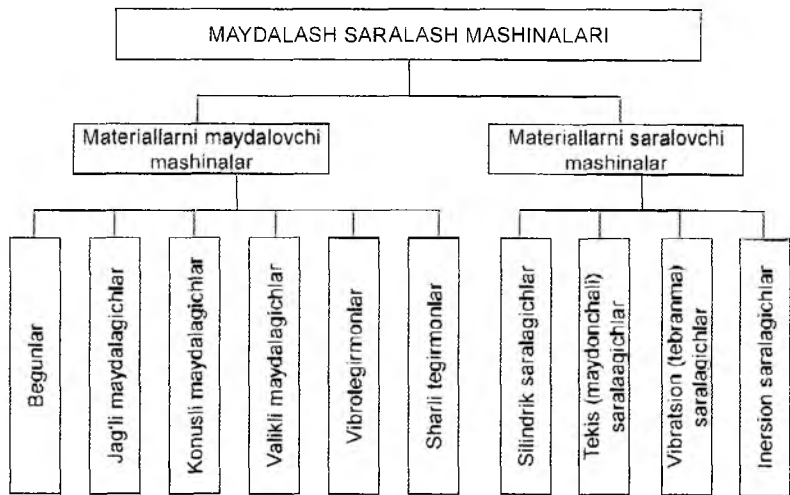 MAYDALASH SARALASH MASHINALARI
Materiallarni maydalovchi
mashinalar
Materiallarni saralovchi
mashinalar
Begunlar
Jag'li maydalagichlar
Konusli maydalagichlar
Valikli maydalagichlar
Vibrotegirmonlar
Sharli tegirmonlar
Silindrik saralagichlar
Tekis (maydonchali)
saralaagichlar
Vibratsion (tebranma)
saralagichlar
Inersion saralagichlar